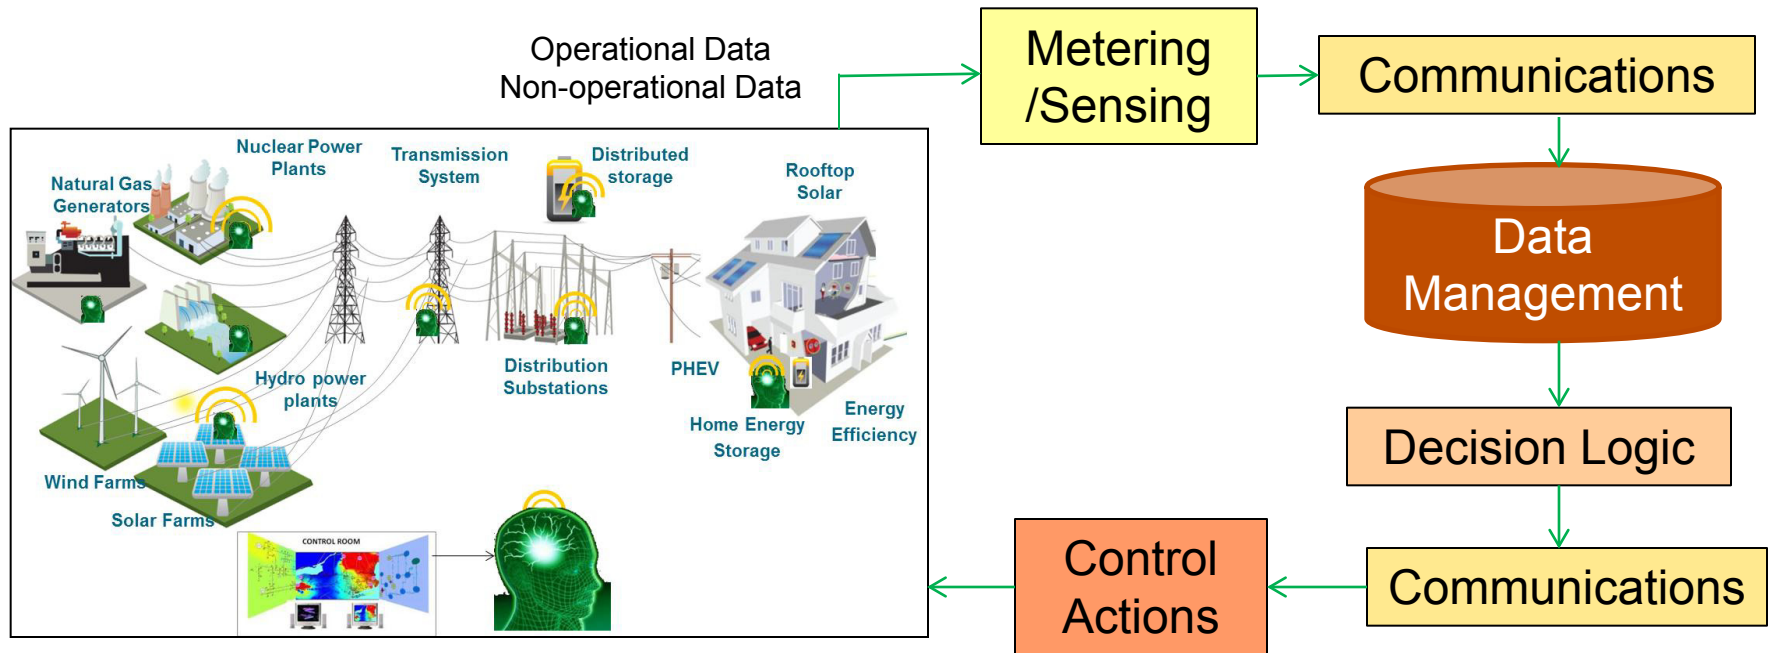 Operational Data
Non-operational Data
Metering
/Sensing
Communications
Data
Management
Decision Logic
Communications
Control
Actions
Nuclear Power
Plants
Transmission
System
Distributed
storage
Rooftop
Solar
Natural Gas
Generators
Hydro power
plants
Distribution
Substations
PHEV
Home Energy
Storage
Energy
Efficiency
Wind Farms
Solar Farms
CONTROL ROOM